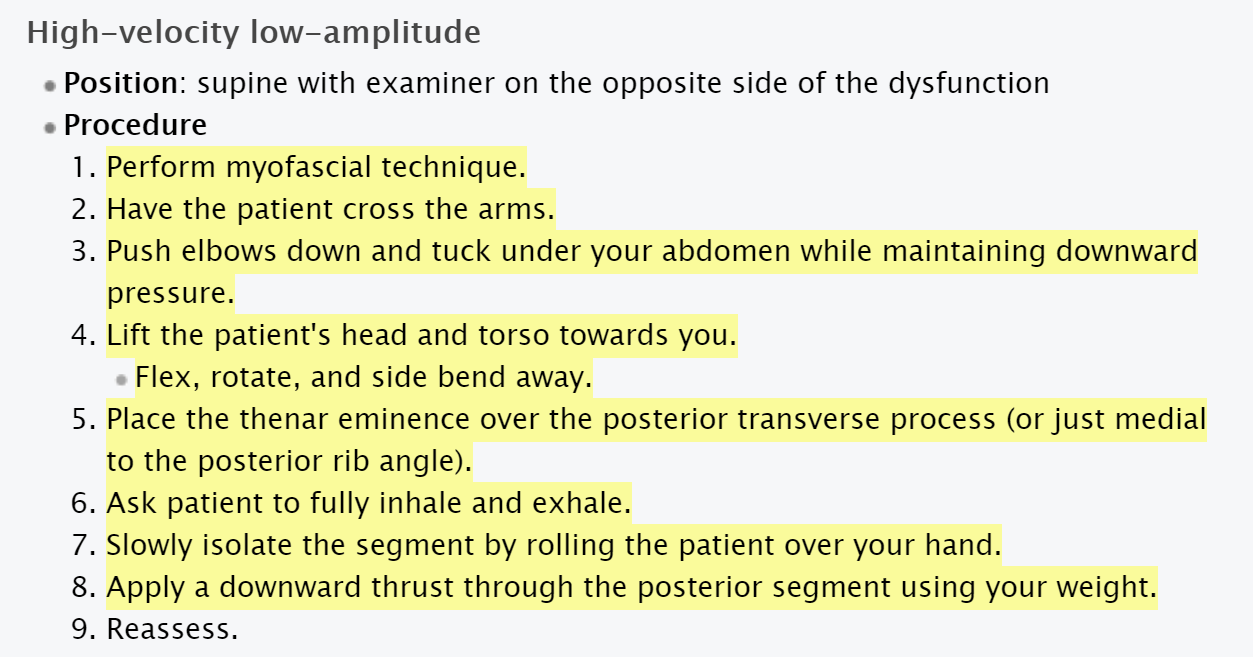 High-velocity low-amplitude
Position: supine with examiner on the opposite side of the dysfunction
Procedure
1. Perform myofascial technique.
2. Have the patient cross the arms.
3. Push elbows down and tuck under your abdomen while maintaining downward
pressure.
4. Lift the patient's head and torso towards you.
Flex, rotate, and side bend away.
5. Place the thenar eminence over the posterior transverse process (or just medial
to the posterior rib angle).
6. Ask patient to fully inhale and exhale.
7. Slowly isolate the segment by rolling the patient over your hand.
8. Apply a downward thrust through the posterior segment using your weight.
9. Reassess.